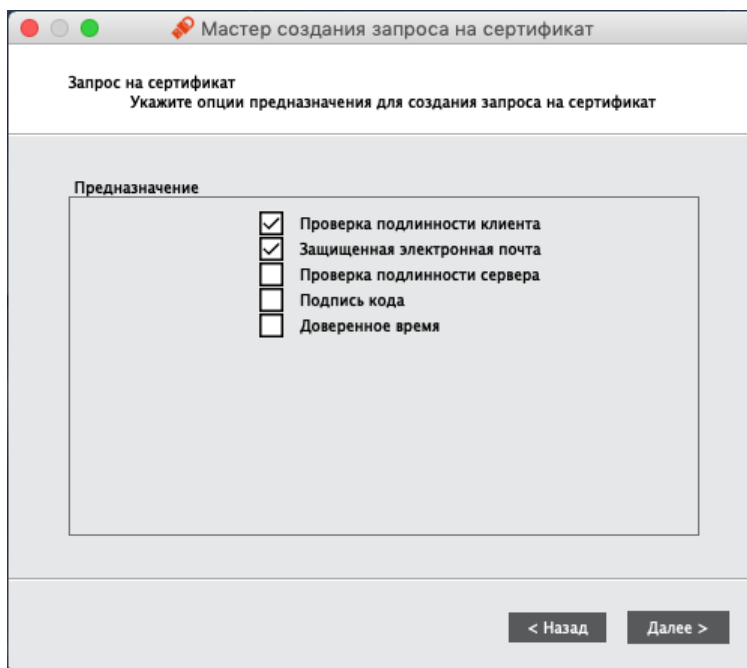 Мастер создания запроса на сертификат
Запрос на сертификат
Укажите опции предназначения для создания запроса на сертификат
Предназначение
Проверка подлинности клиента
Защищенная электронная почта
Проверка подлинности сервера
Подпись кода
Доверенное время
< Назад
Далее >